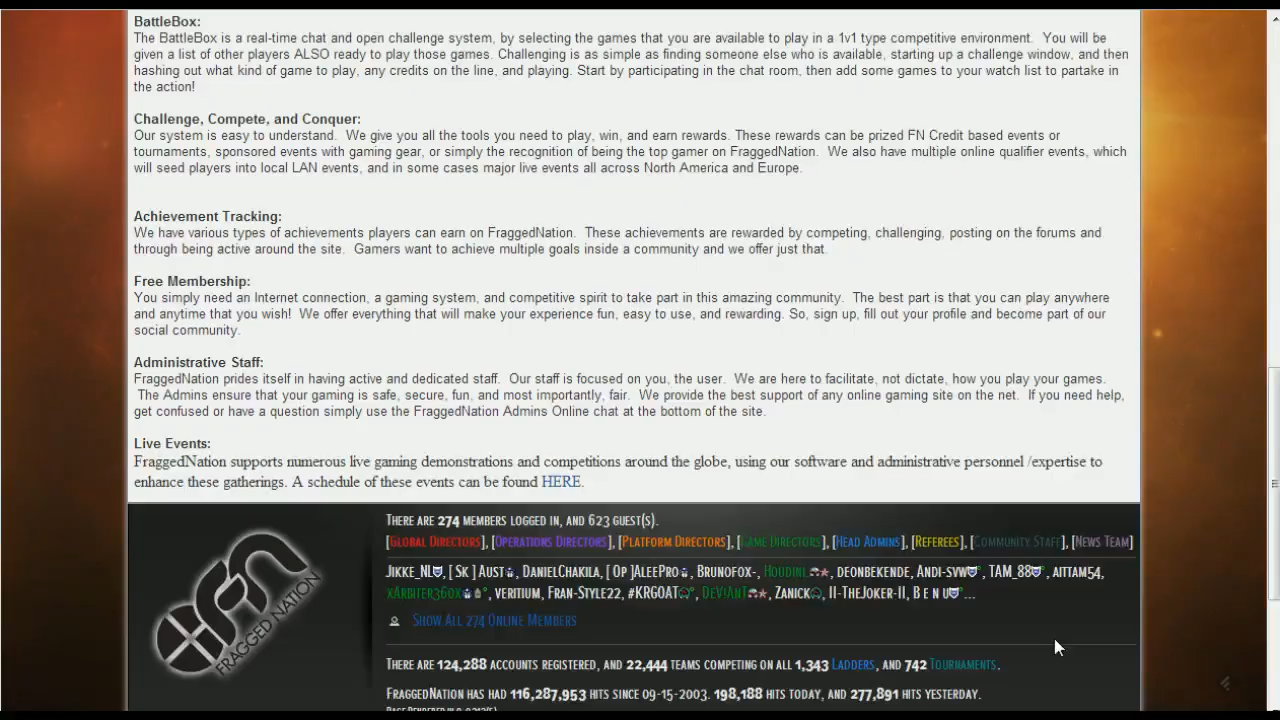 BattleBox:
The BattleBox is a real-time chat and open challenge system, by selecting the games that you are available to play in a 1v1 type competitive environment.  You will be
given a list of other players ALSO ready to play those games. Challenging is as simple as finding someone else who is available, starting up a challenge window, and then
hashing out what kind of game to play, any credits on the line, and playing. Start by participating in the chat room, then add some games to your watch list to partake in
the action!
Challenge, Compete, and Conquer:
Our system is easy to understand.  We give you all the tools you need to play, win, and earn rewards. These rewards can be prized FN Credit based events or
tournaments, sponsored events with gaming gear, or simply the recognition of being the top gamer on FraggedNation.  We also have multiple online qualifier events, which
will seed players into local LAN events, and in some cases major live events all across North America and Europe.
Achievement Tracking:
We have various types of achievements players can earn on FraggedNation.  These achievements are rewarded by competing, challenging, posting on the forums and
through being active around the site.  Gamers want to achieve multiple goals inside a community and we offer just that.
Free Membership:
You simply need an Internet connection, a gaming system, and competitive spirit to take part in this amazing community.  The best part is that you can play anywhere
and anytime that you wish!  We offer everything that will make your experience fun, easy to use, and rewarding. So, sign up, fill out your profile and become part of our
social community.
Administrative Staff:
FraggedNation prides itself in having active and dedicated staff.  Our staff is focused on you, the user.  We are here to facilitate, not dictate, how you play your games.
The Admins ensure that your gaming is safe, secure, fun, and most importantly, fair.  We provide the best support of any online gaming site on the net.  If you need help,
get confused or have a question simply use the FraggedNation Admins Online chat at the bottom of the site.
Live Events:
FraggedNation supports numerous live gaming demonstrations and competitions around the globe, using our software and administrative personnel /expertise to
enhance these gatherings. A schedule of these events can be found HERE.
FRAGGED NATION
There are 274 members logged in, and 623 guest(s).
[Global Directors], [Operations Directors], [Platform Directors], [Game Directors], [Head Admins], [Referees], [Community Staff], [News Team]
Jikke_NL, [ Sk ] Aust, DanielChakila, [ Op ]AleePro, Brunofox-, Houdini, deonbekende, Andi-svw, TAM_88, aittam54,
xArbiter360x, veritium, Fran-Style22, #KRGOAT, DeV!AnT, Zanick, II-TheJoker-II, B e n u...
Show All 274 Online Members
There are 124,288 accounts registered, and 22,444 teams competing on all 1,343 Ladders, and 742 Tournaments.
FraggedNation has had 116,287,953 hits since 09-15-2003. 198,188 hits today, and 277,891 hits yesterday.